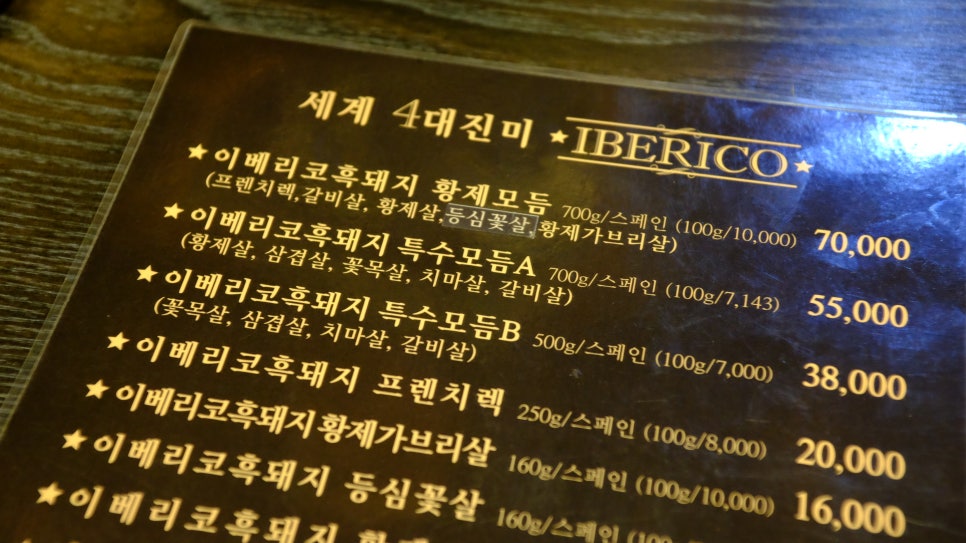 세계 4대진미 ★IBERICO★
★이베리코흑돼지 황제모듬 700g/스페인 (100g/10,000) 70,000
(프렌치렉,갈비살, 황제살,등심꽃살,황제가브리살)
★이베리코흑돼지 특수모듬A 700g/스페인 (100g/7,143) 55,000
(황제살, 삼겹살, 꽃목살, 치마살, 갈비살)
★이베리코흑돼지 특수모듬B 500g/스페인 (100g/7,000) 38,000
(꽃목살, 삼겹살, 치마살, 갈비살)
★이베리코흑돼지 프렌치렉 250g/스페인 (100g/8,000) 20,000
★이베리코흑돼지황제가브리살 160g/스페인 (100g/10,000) 16,000
★이베리코흑돼지 등심꽃살 160g/스페인
★이베리코흑돼지